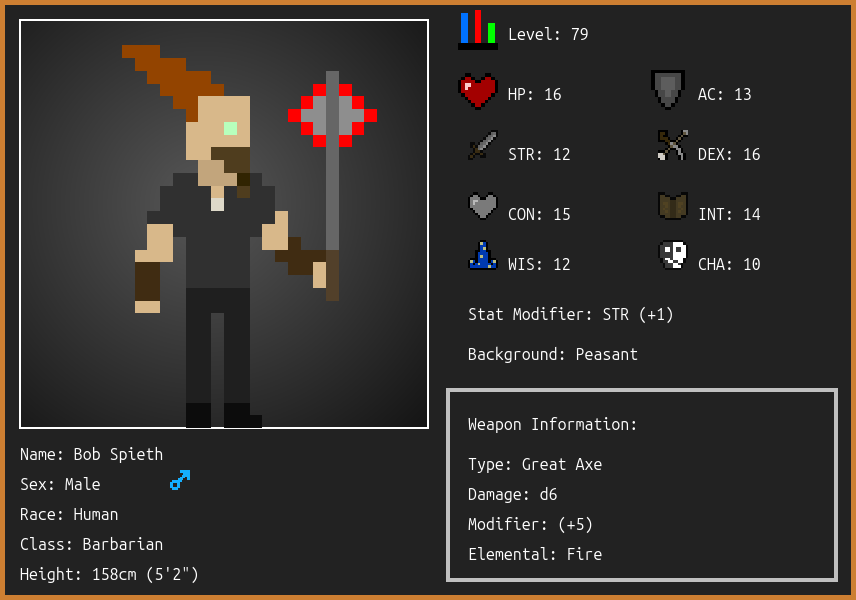 Level: 79
HP: 16
AC: 13
STR: 12
DEX: 16
CON: 15
INT: 14
WIS: 12
CHA: 10
Stat Modifier: STR (+1)
Background: Peasant
Weapon Information:
Type: Great Axe
Damage: d6
Modifier: (+5)
Elemental: Fire
Name: Bob Spieth
Sex: Male
Race: Human
Class: Barbarian
Height: 158cm (5'2")